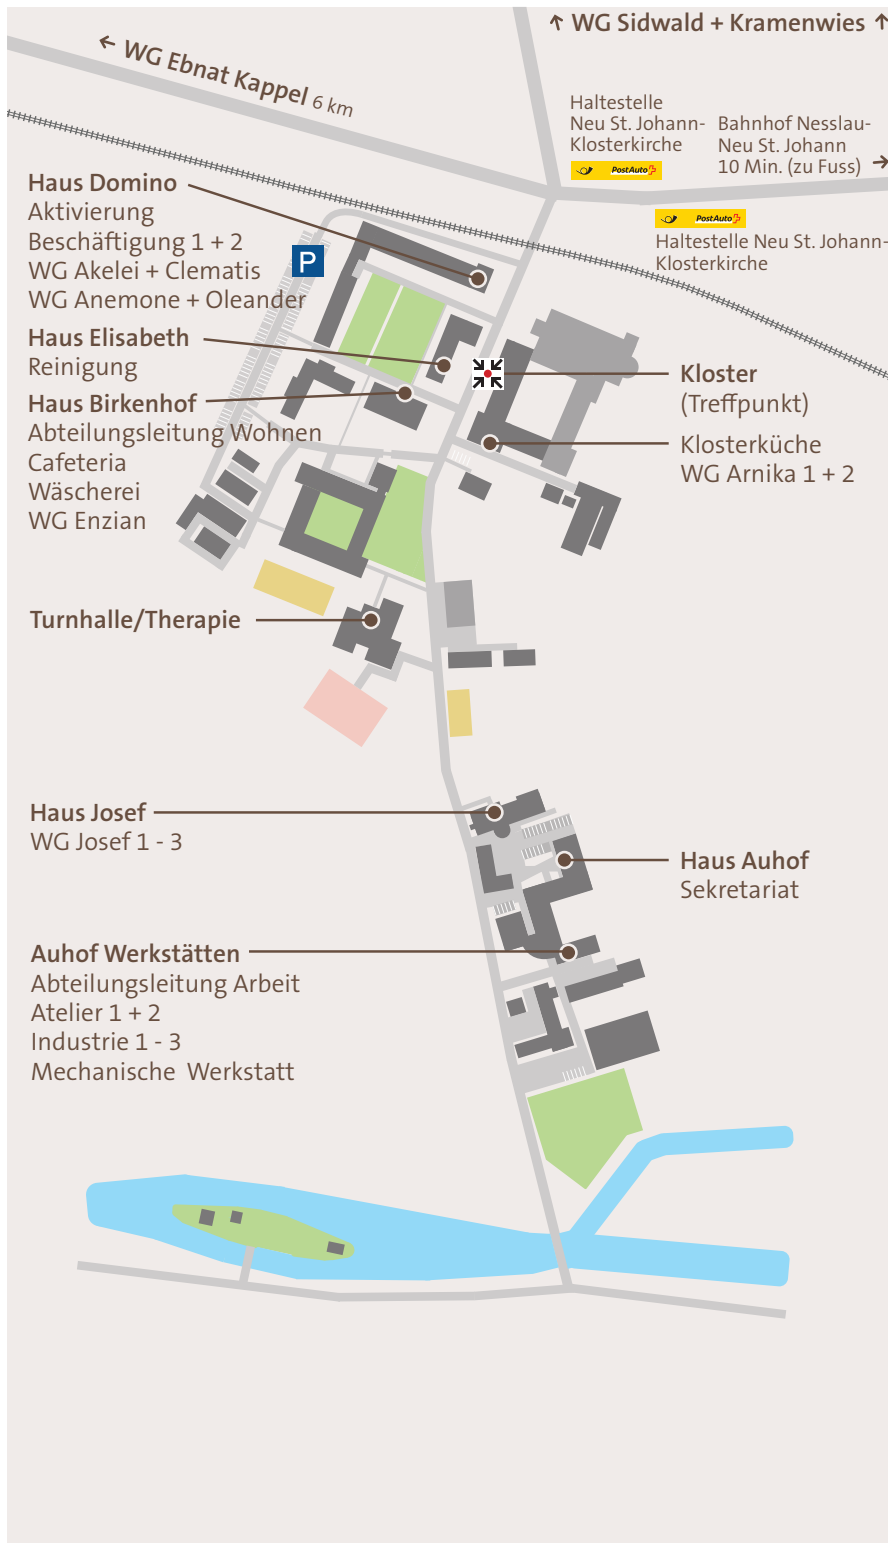 ↑ WG Sidwald + Kramenwies ↑
← WG Ebnat Kappel 6 km
Haltestelle
Neu St. Johann-
Klosterkirche
PostAuto
Bahnhof Nesslau-
Neu St. Johann
10 Min. (zu Fuss) →
PostAuto
Haltestelle Neu St. Johann-
Klosterkirche
Haus Domino
Aktivierung
Beschäftigung 1 + 2
WG Akelei + Clematis
WG Anemone + Oleander
P
Haus Elisabeth
Reinigung
Haus Birkenhof
Abteilungsleitung Wohnen
Cafeteria
Wäscherei
WG Enzian
Kloster
(Treffpunkt)
Klosterküche
WG Arnika 1 + 2
Turnhalle/Therapie
Haus Josef
WG Josef 1 - 3
Haus Auhof
Sekretariat
Auhof Werkstätten
Abteilungsleitung Arbeit
Atelier 1 + 2
Industrie 1 - 3
Mechanische  Werkstatt